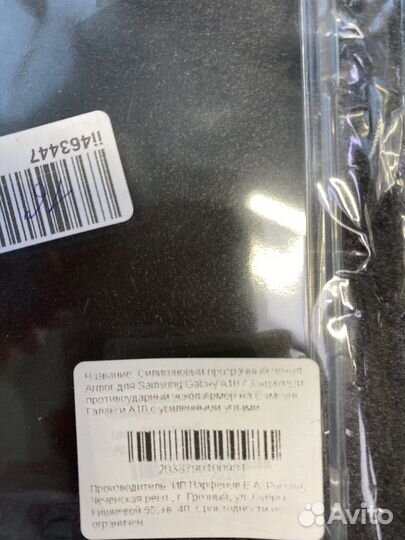 ii463447
Название: Силиконовый прозрачный чехол
Armor для Samsung Galaxy A10 / Защитный
противоударный чехол Армор на Самсунг
Галакси А10 с усиленными углами
Производитель: ИП Парфенов Е.А. Россия,
Чеченская респ., г. Грозный, ул.
Кишиевой 55, кв. 40. Срок годности не
ограничен.
Avito